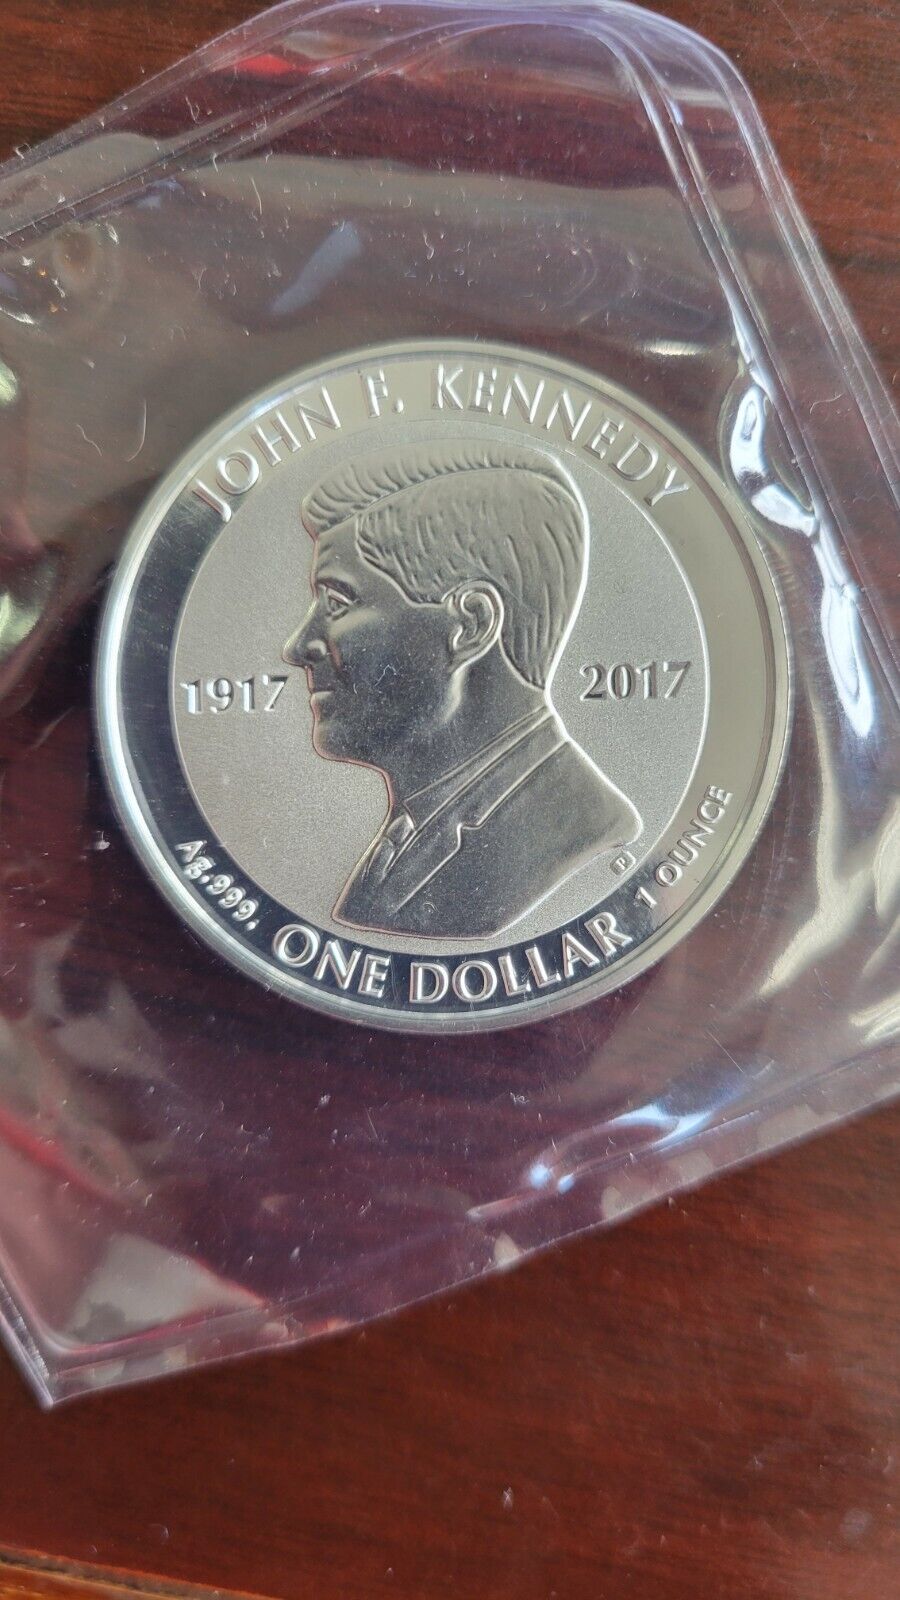 JOHN F. KENNEDY
1917 2017
P
Ag.999. ONE DOLLAR 1 OUNCE